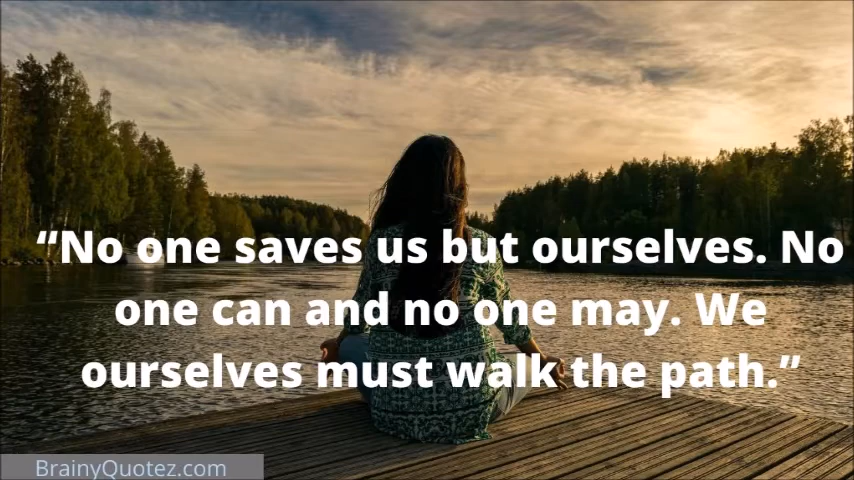 “No one saves us but ourselves. No
one can and no one may. We
ourselves must walk the path.”
BrainyQuotez.com